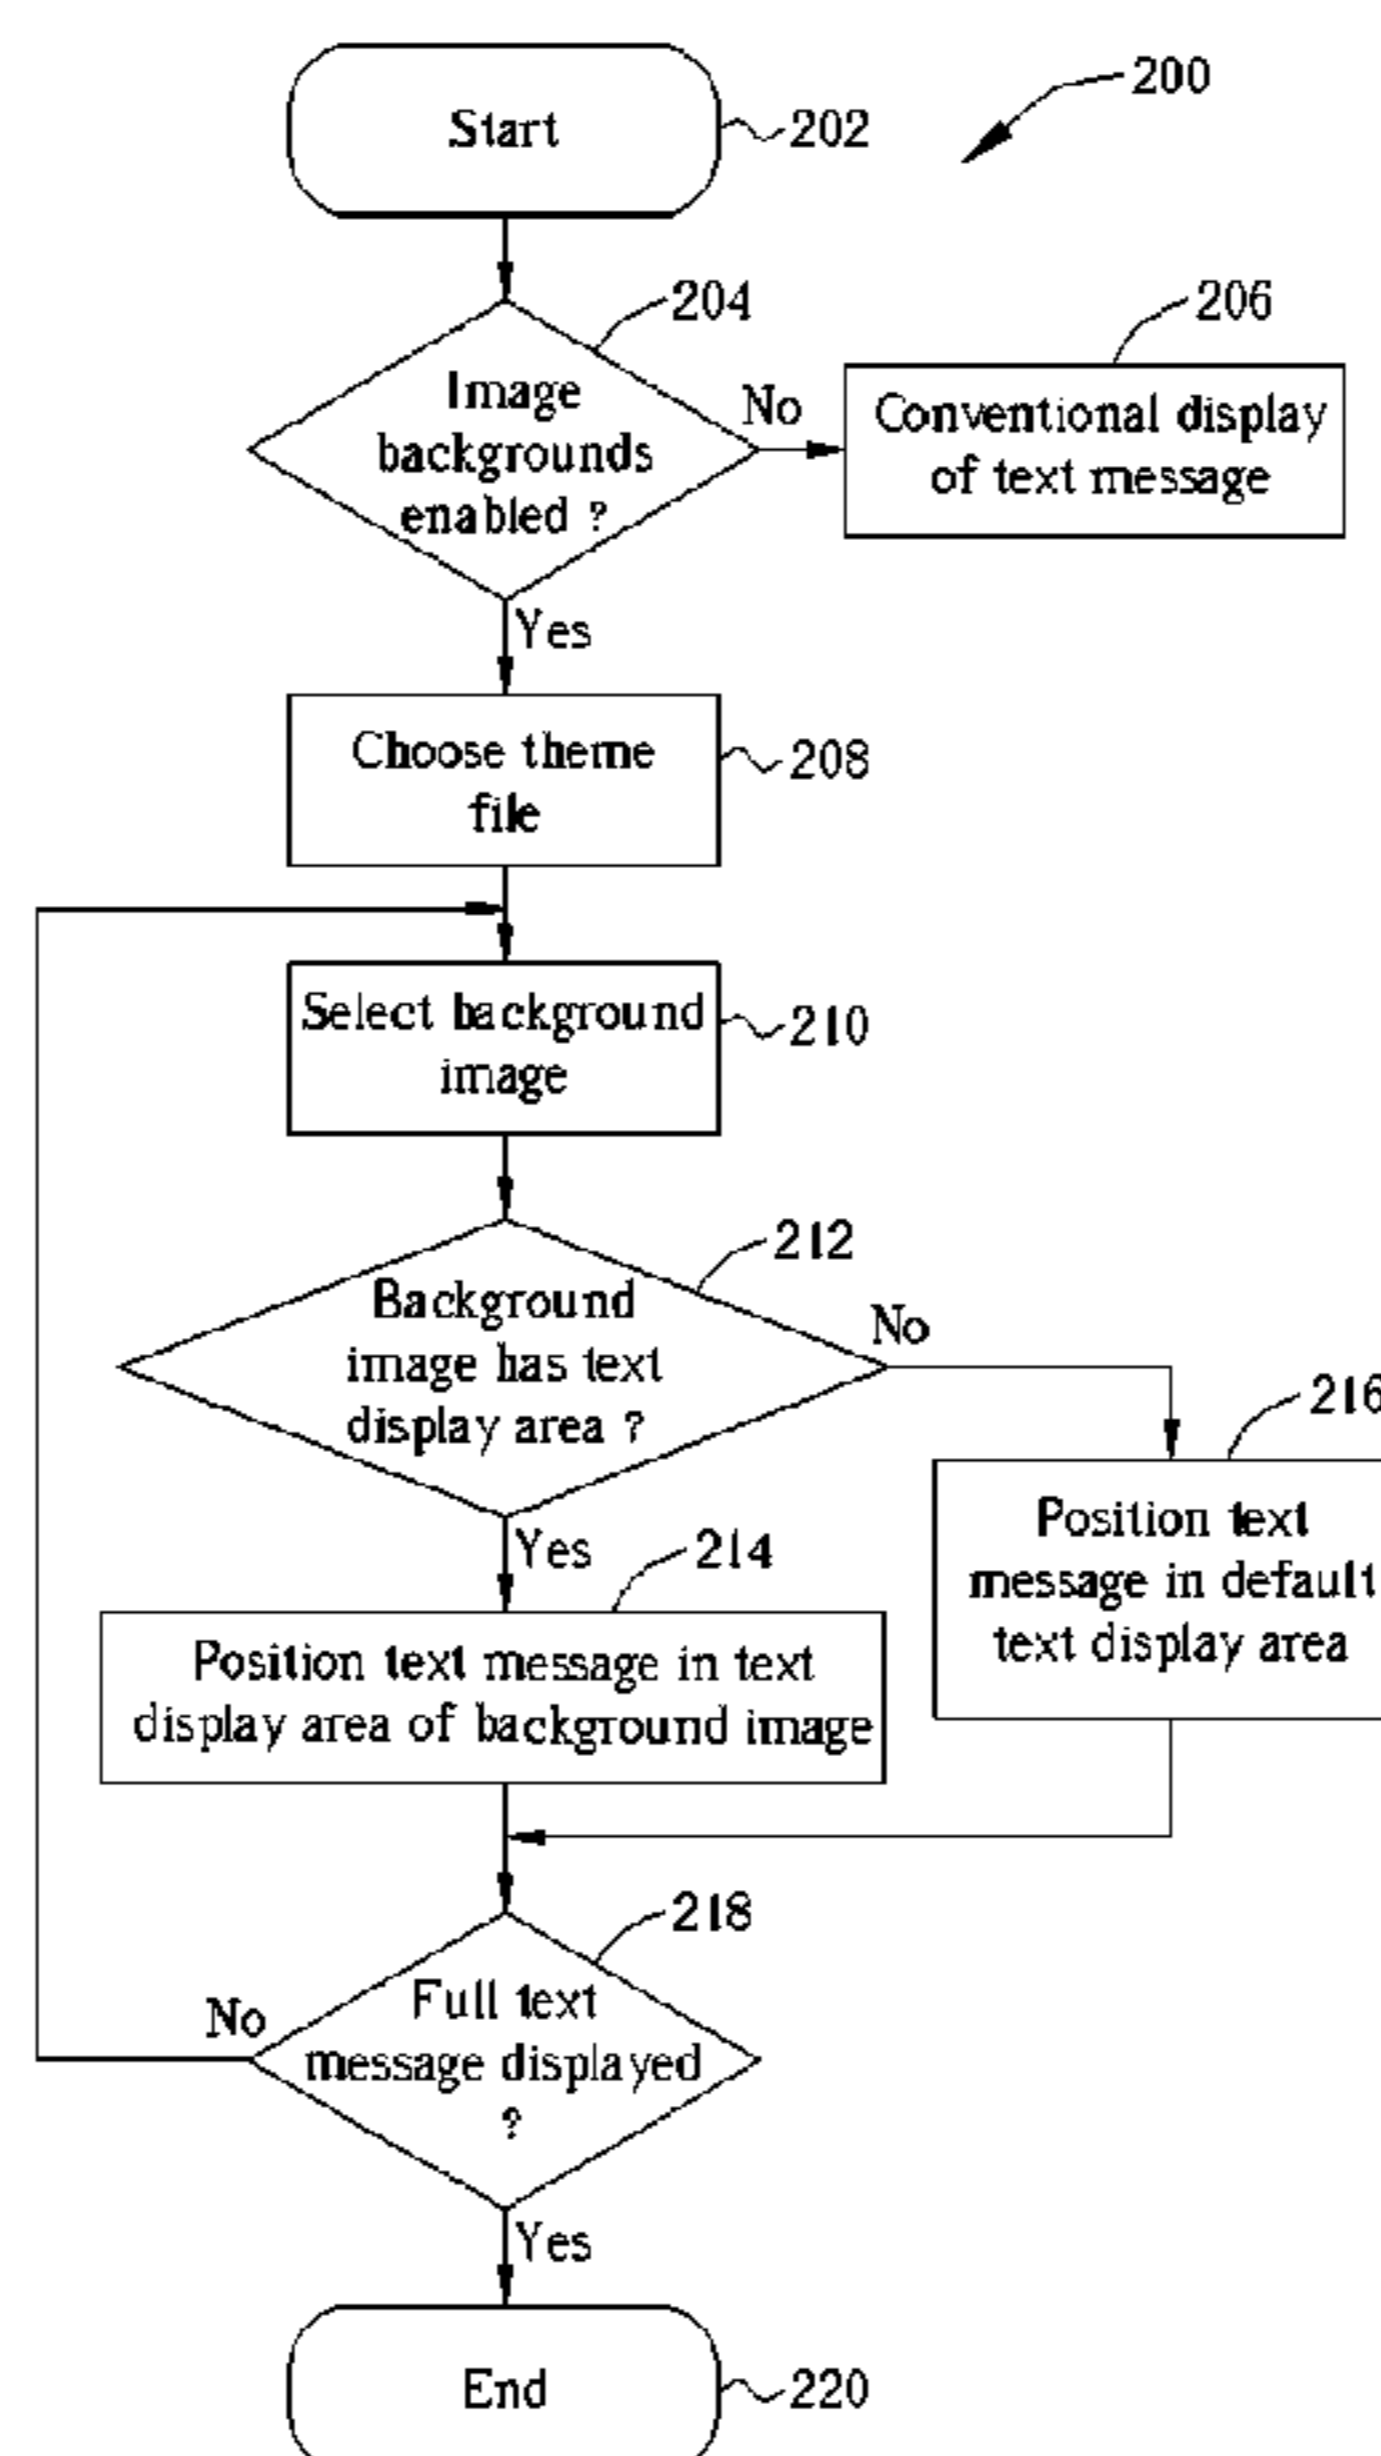 200
Start
202
204
Image
backgrounds
enabled ?
No
206
Conventional display
of text message
Yes
Choose theme
file
208
Select background
image
210
212
Background
image has text
display area ?
No
216
Position text
message in default
text display area
Yes
214
Position text message in text
display area of background image
218
Full text
message displayed
?
No
Yes
End
220